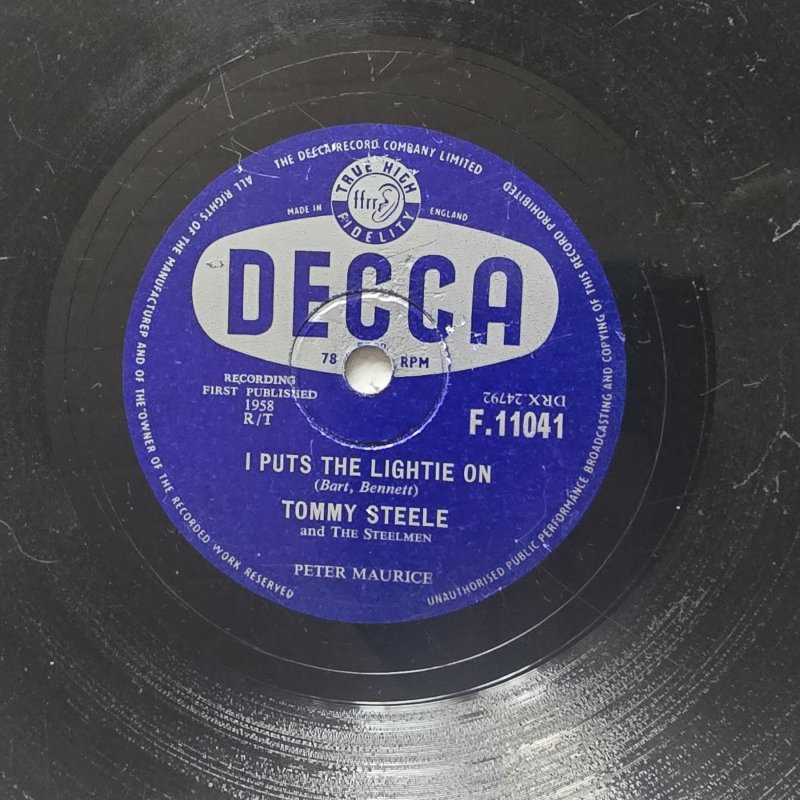 THE DECCA RECORD COMPANY LIMITED
ALL RIGHTS OF THE MANUFACTURER AND OF THE OWNER OF THE RECORDED WORK RESERVED
UNAUTHORISED PUBLIC PERFORMANCE BROADCASTING AND COPYING OF THIS RECORD PROHIBITED
TRUE HIGH
ffrr
FIDELITY
MADE IN ENGLAND
DECCA
78 RPM
RECORDING
FIRST PUBLISHED
1958
R/T
DRX.24792
F.11041
I PUTS THE LIGHTIE ON
(Bart, Bennett)
TOMMY STEELE
and THE STEELMEN
PETER MAURICE